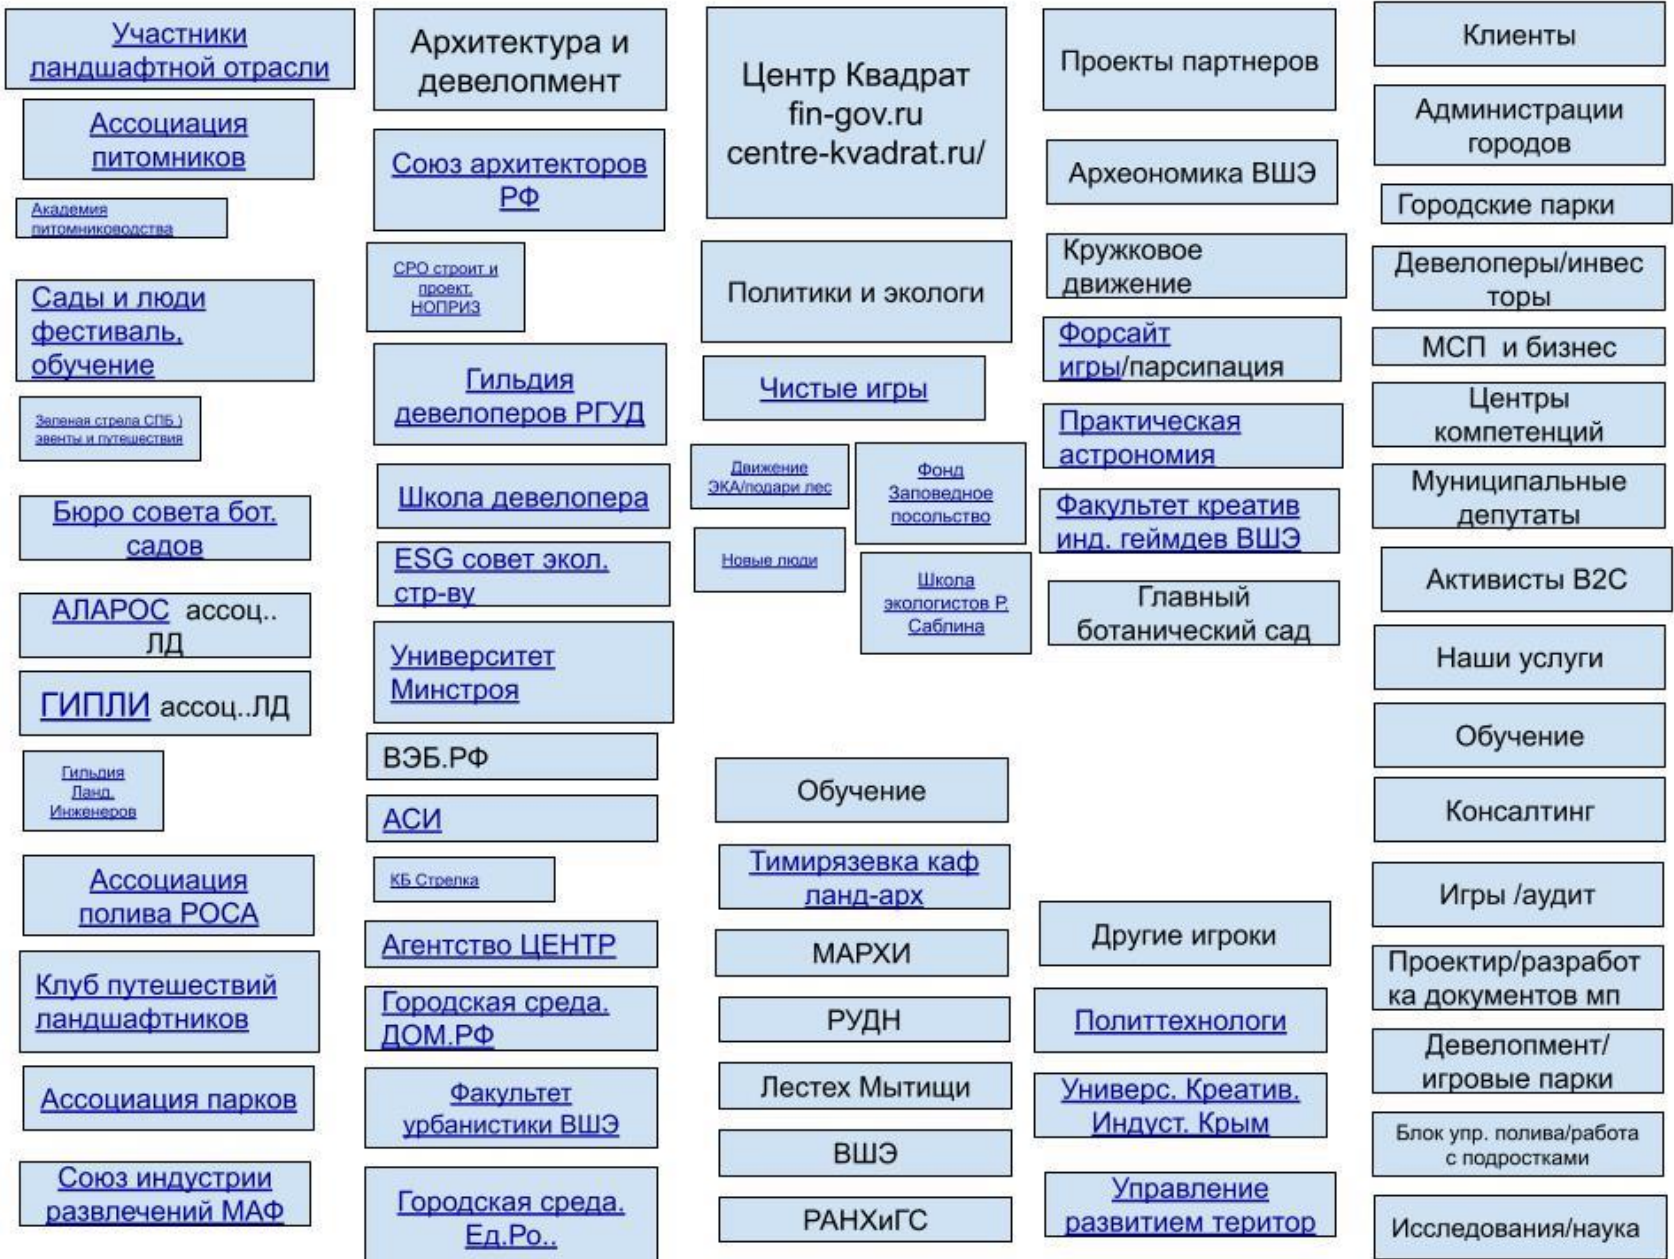 Участники
ландшафтной отрасли
Ассоциация
питомников
Академия
питомниководства
Сады и люди
фестиваль,
обучение
Зеленая стрела СПБ )
эвенты и путешествия
Бюро совета бот.
садов
АЛАРОС ассоц..
ЛД
ГИПЛИ ассоц..ЛД
Гильдия
Ланд.
Инженеров
Ассоциация
полива РОСА
Клуб путешествий
ландшафтников
Ассоциация парков
Союз индустрии
развлечений МАФ
Архитектура и
девелопмент
Союз архитекторов
РФ
СРО строит и
проект.
НОПРИЗ
Гильдия
девелоперов РГУД
Школа девелопера
ESG совет экол.
стр-ву
Университет
Минстроя
ВЭБ.РФ
АСИ
КБ Стрелка
Агентство ЦЕНТР
Городская среда.
ДОМ.РФ
Факультет
урбанистики ВШЭ
Городская среда.
Ед.Ро..
Центр Квадрат
fin-gov.ru
centre-kvadrat.ru/
Политики и экологи
Чистые игры
Движение
ЭКА/подари лес
Фонд
Заповедное
посольство
Новые люди
Школа
экологистов Р.
Саблина
Обучение
Тимирязевка каф
ланд-арх
МАРХИ
РУДН
Лестех Мытищи
ВШЭ
РАНХиГС
Проекты партнеров
Археономика ВШЭ
Кружковое
движение
Форсайт
игры/парсипация
Практическая
астрономия
Факультет креатив
инд. геймдев ВШЭ
Главный
ботанический сад
Другие игроки
Политтехнологи
Универс. Креатив.
Индуст. Крым
Управление
развитием територ
Клиенты
Администрации
городов
Городские парки
Девелоперы/инвес
торы
МСП и бизнес
Центры
компетенций
Муниципальные
депутаты
Активисты B2C
Наши услуги
Обучение
Консалтинг
Игры /аудит
Проектир/разработ
ка документов мп
Девелопмент/
игровые парки
Блок упр. полива/работа
с подростками
Исследования/наука